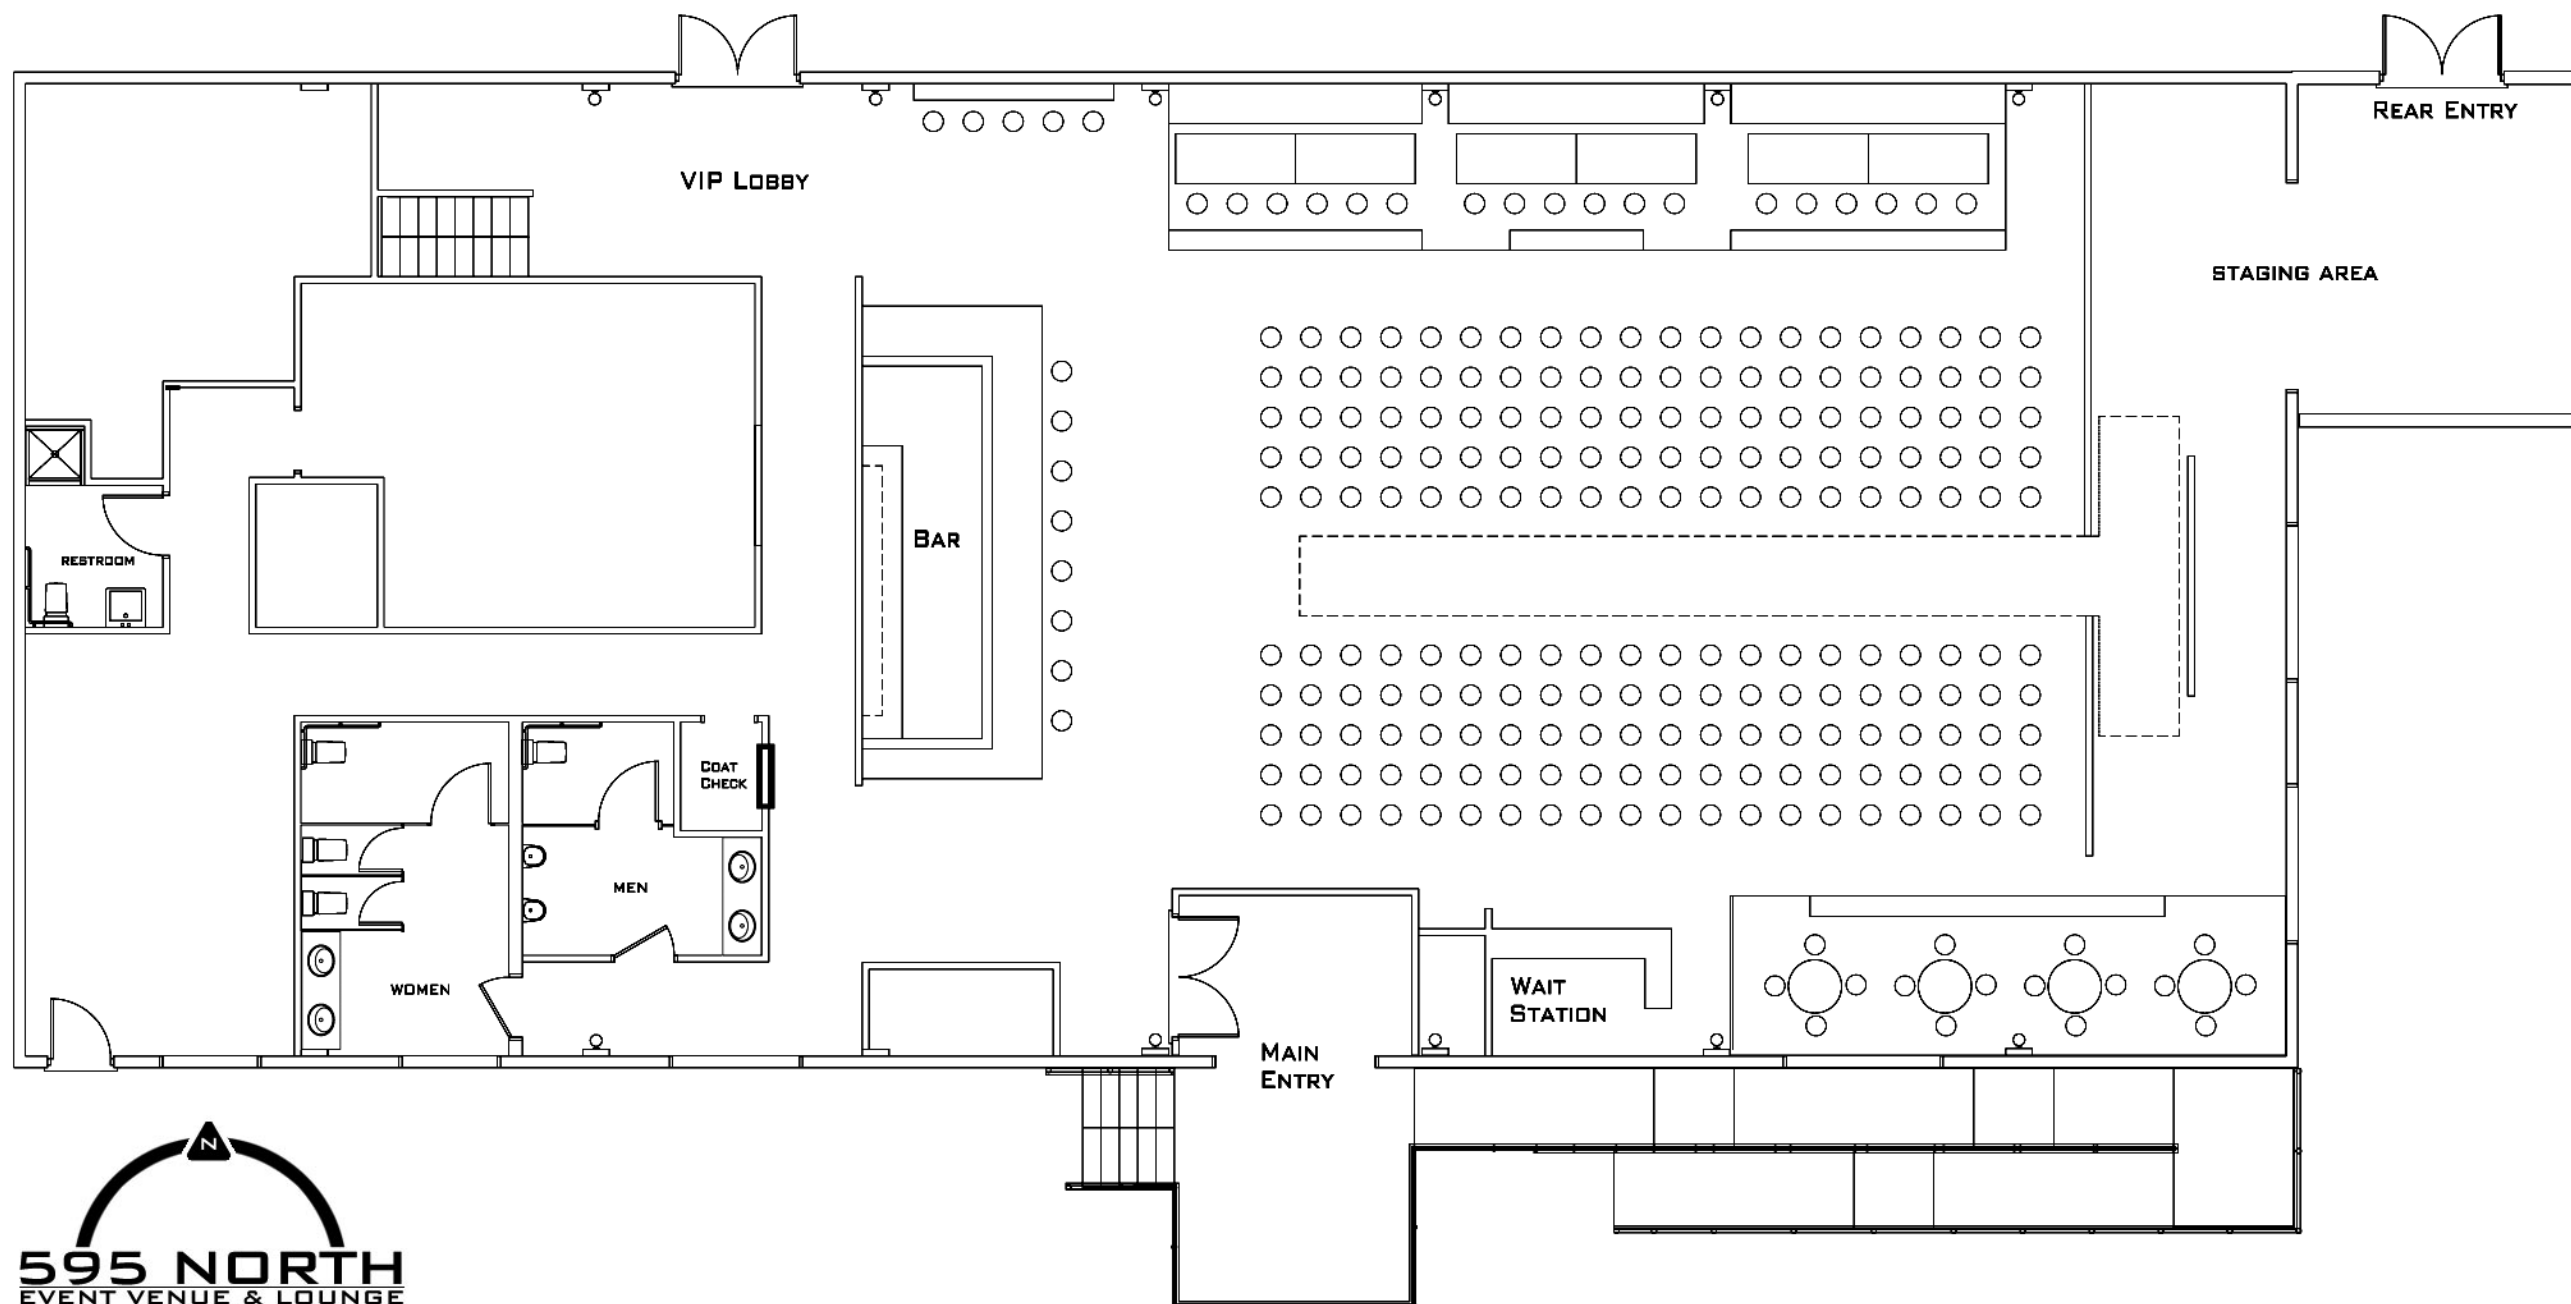 REAR ENTRY
VIP LOBBY
STAGING AREA
BAR
RESTROOM
COAT
CHECK
MEN
WOMEN
WAIT
STATION
MAIN
ENTRY
N
595 NORTH
EVENT VENUE & LOUNGE